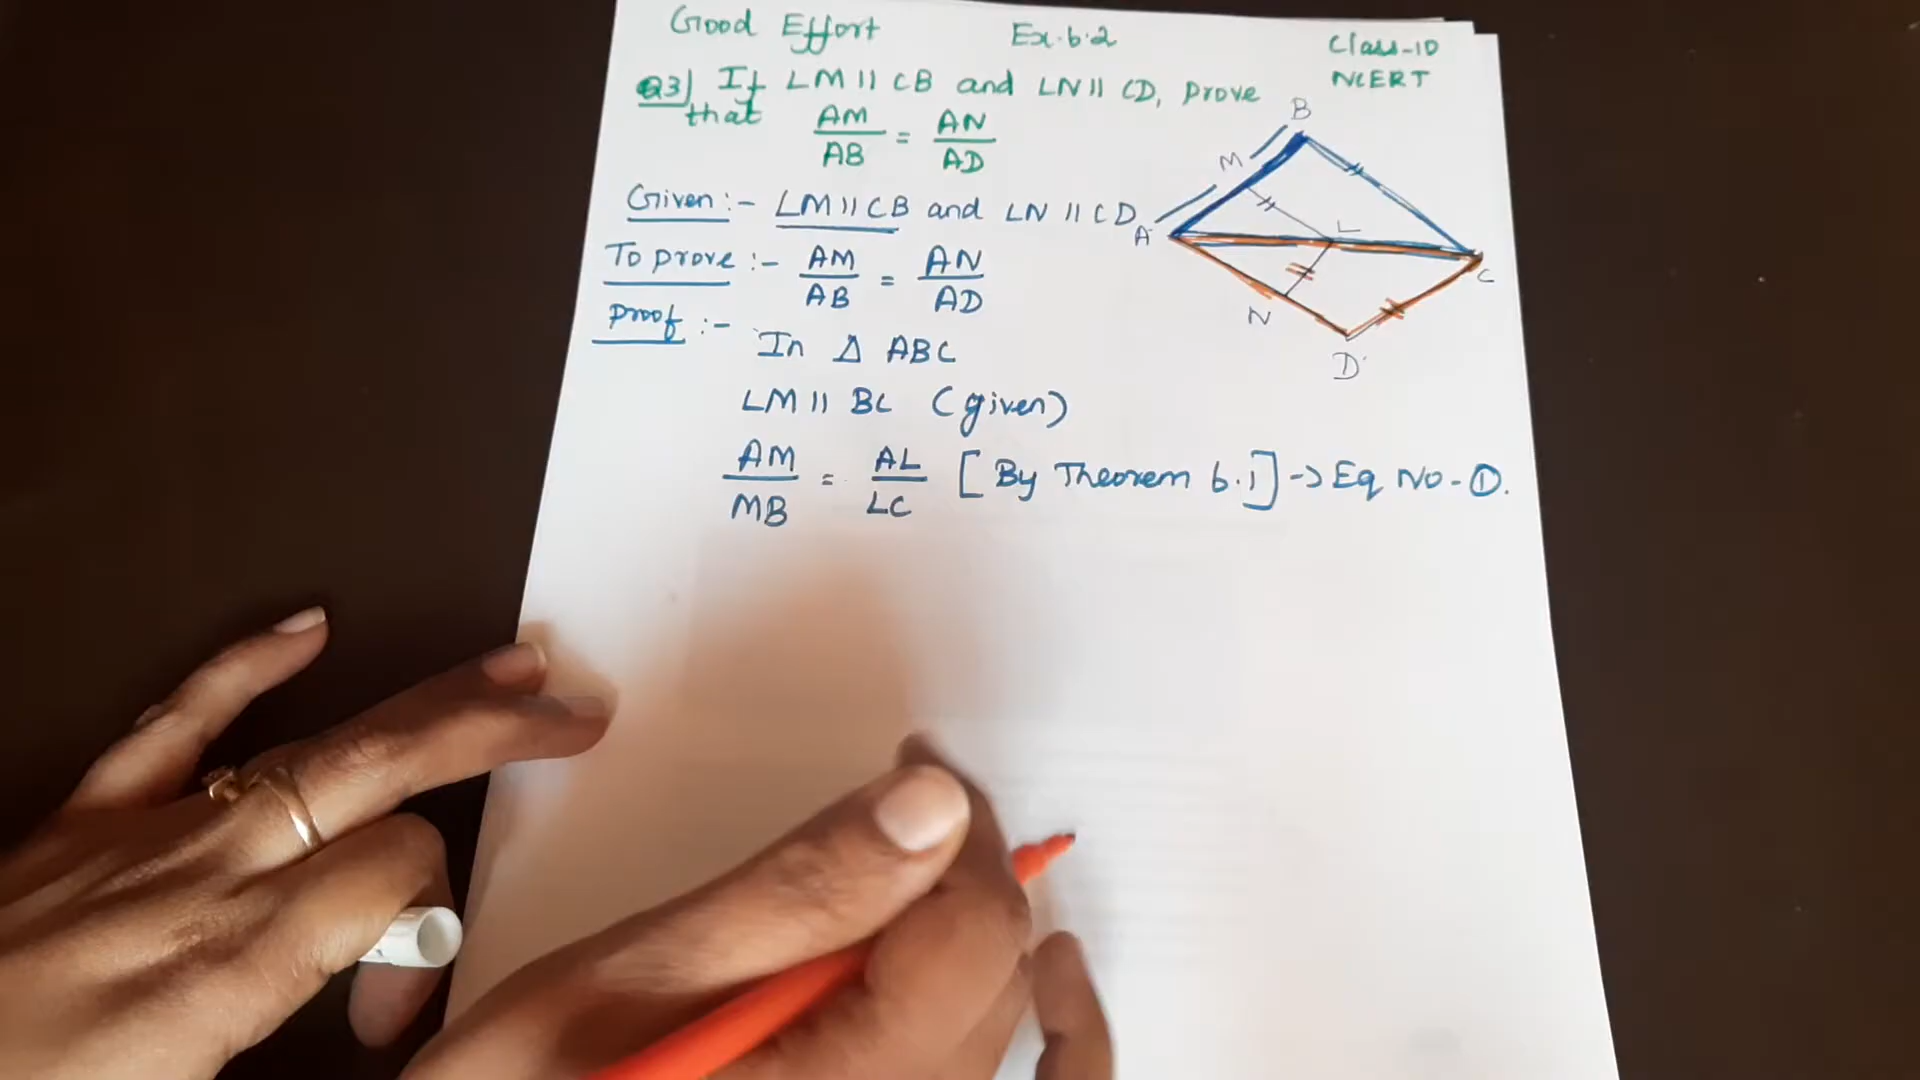 Good Effort Ex.6.2 Class-10
NCERT
Q3) If LM || CB and LN || CD, prove
that AM/AB = AN/AD
Given :- LM || CB and LN || CD
To prove :- AM/AB = AN/AD
Proof :-
In Δ ABC
LM || BC (given)
AM/MB = AL/LC [By Theorem 6.1] → Eq No-①.
B
M
A
L
C
N
D